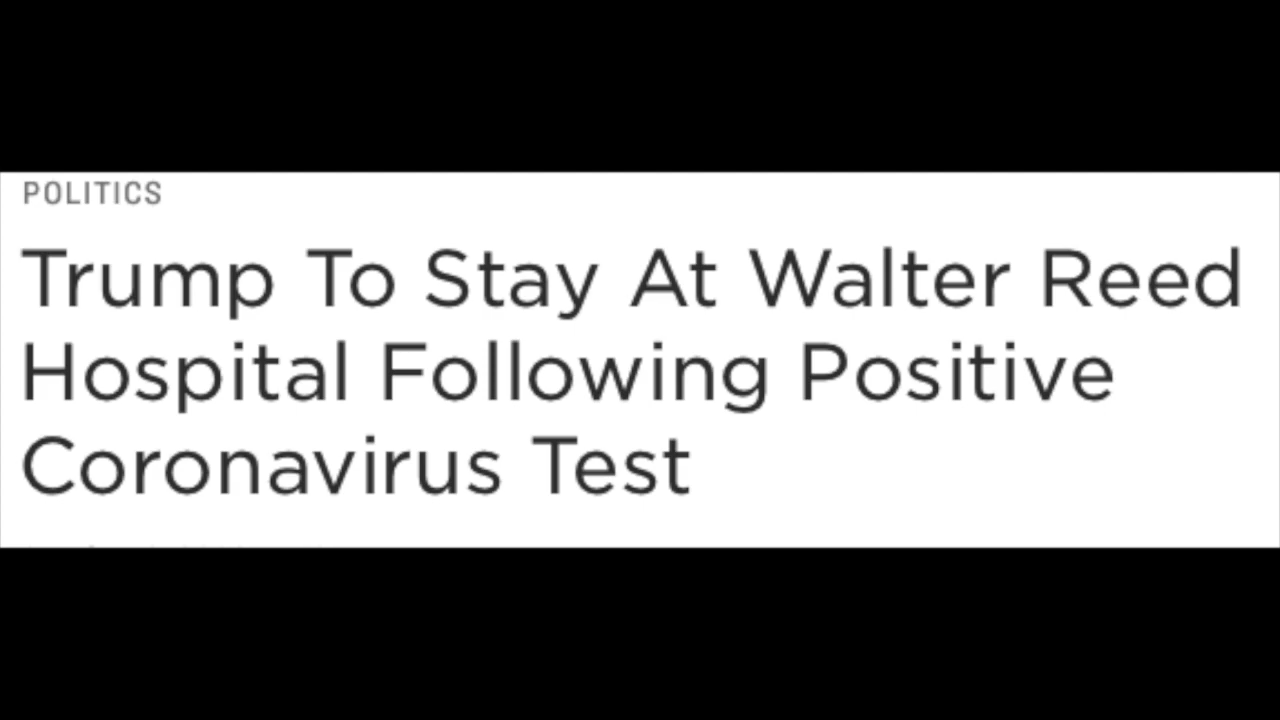 POLITICS
Trump To Stay At Walter Reed
Hospital Following Positive
Coronavirus Test